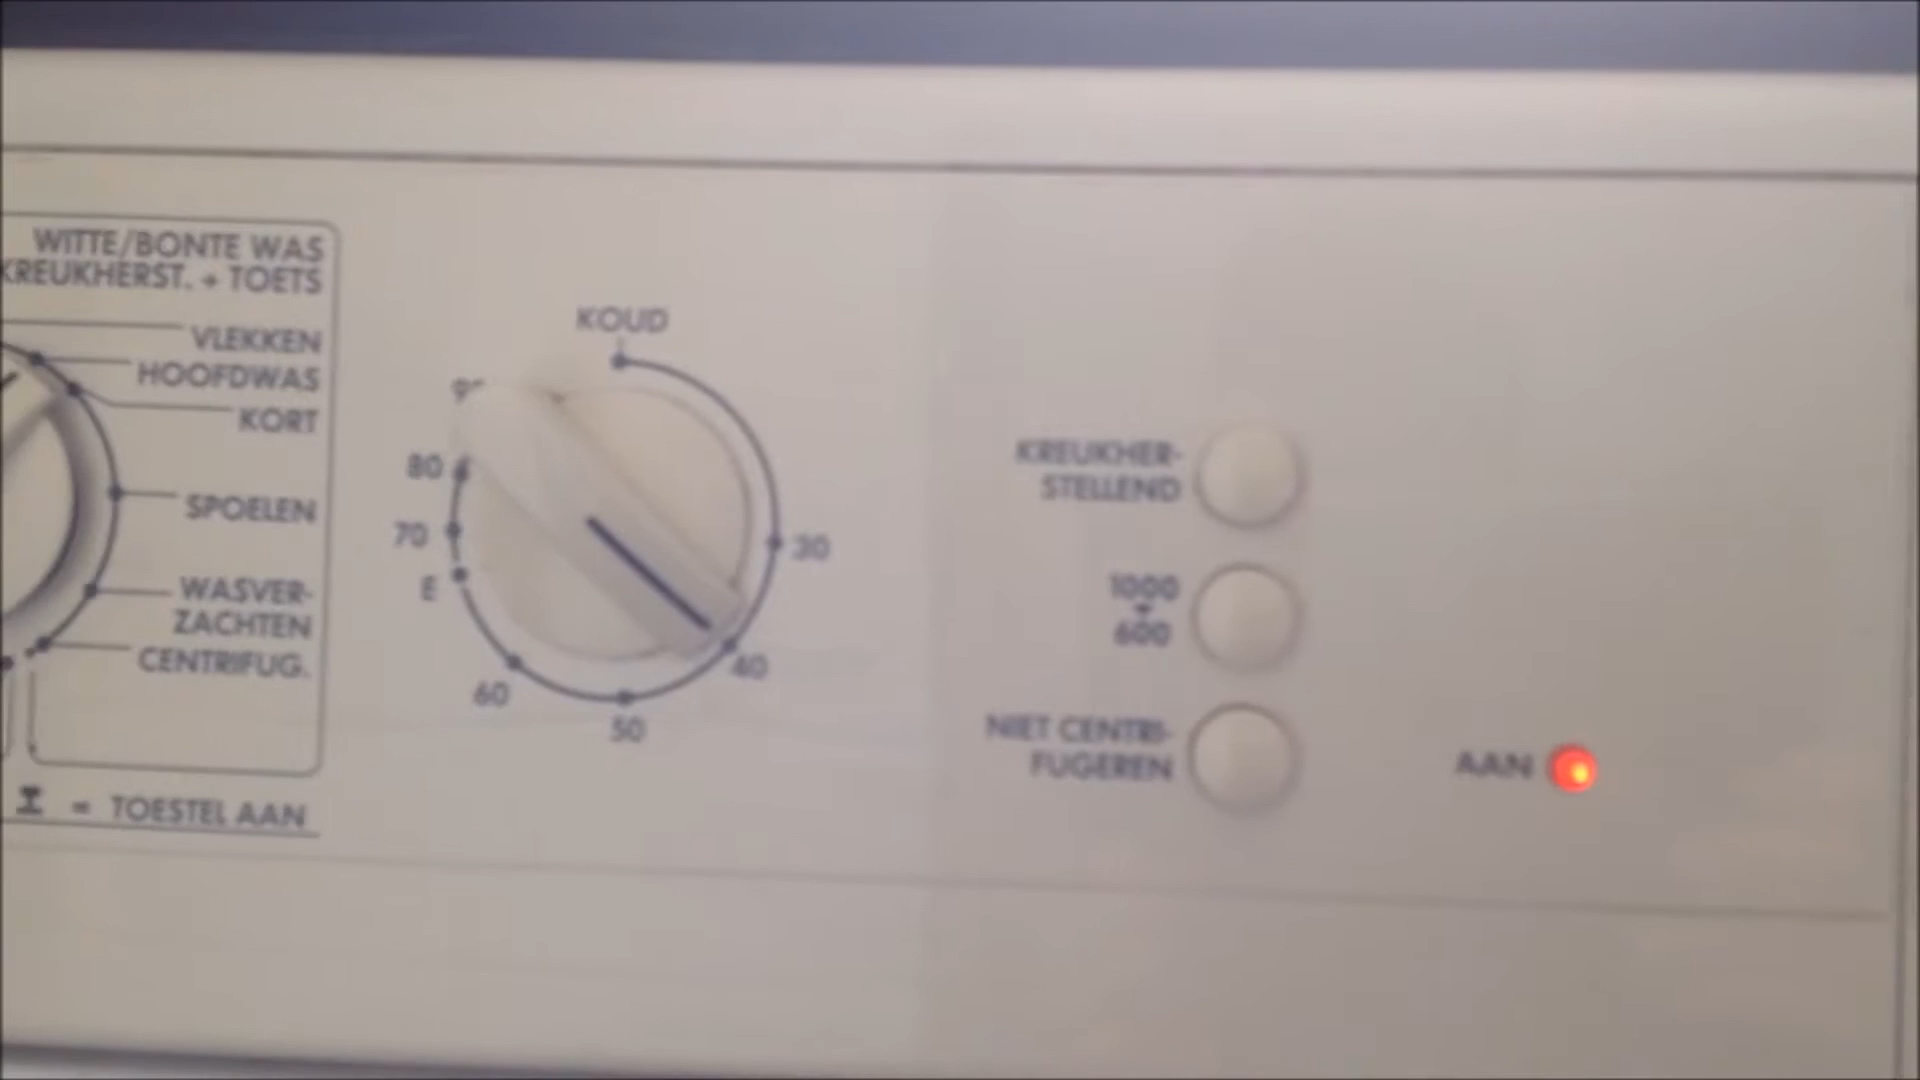 WITTE/BONTE WAS
KREUKHERST. + TOETS
VLEKKEN
HOOFDWAS
KORT
SPOELEN
WASVER-
ZACHTEN
CENTRIFUG.
I = TOESTEL AAN
KOUD
30
40
50
60
E
70
80
KREUKHER-
STELLEND
1000
600
NIET CENTRI-
FUGEREN
AAN